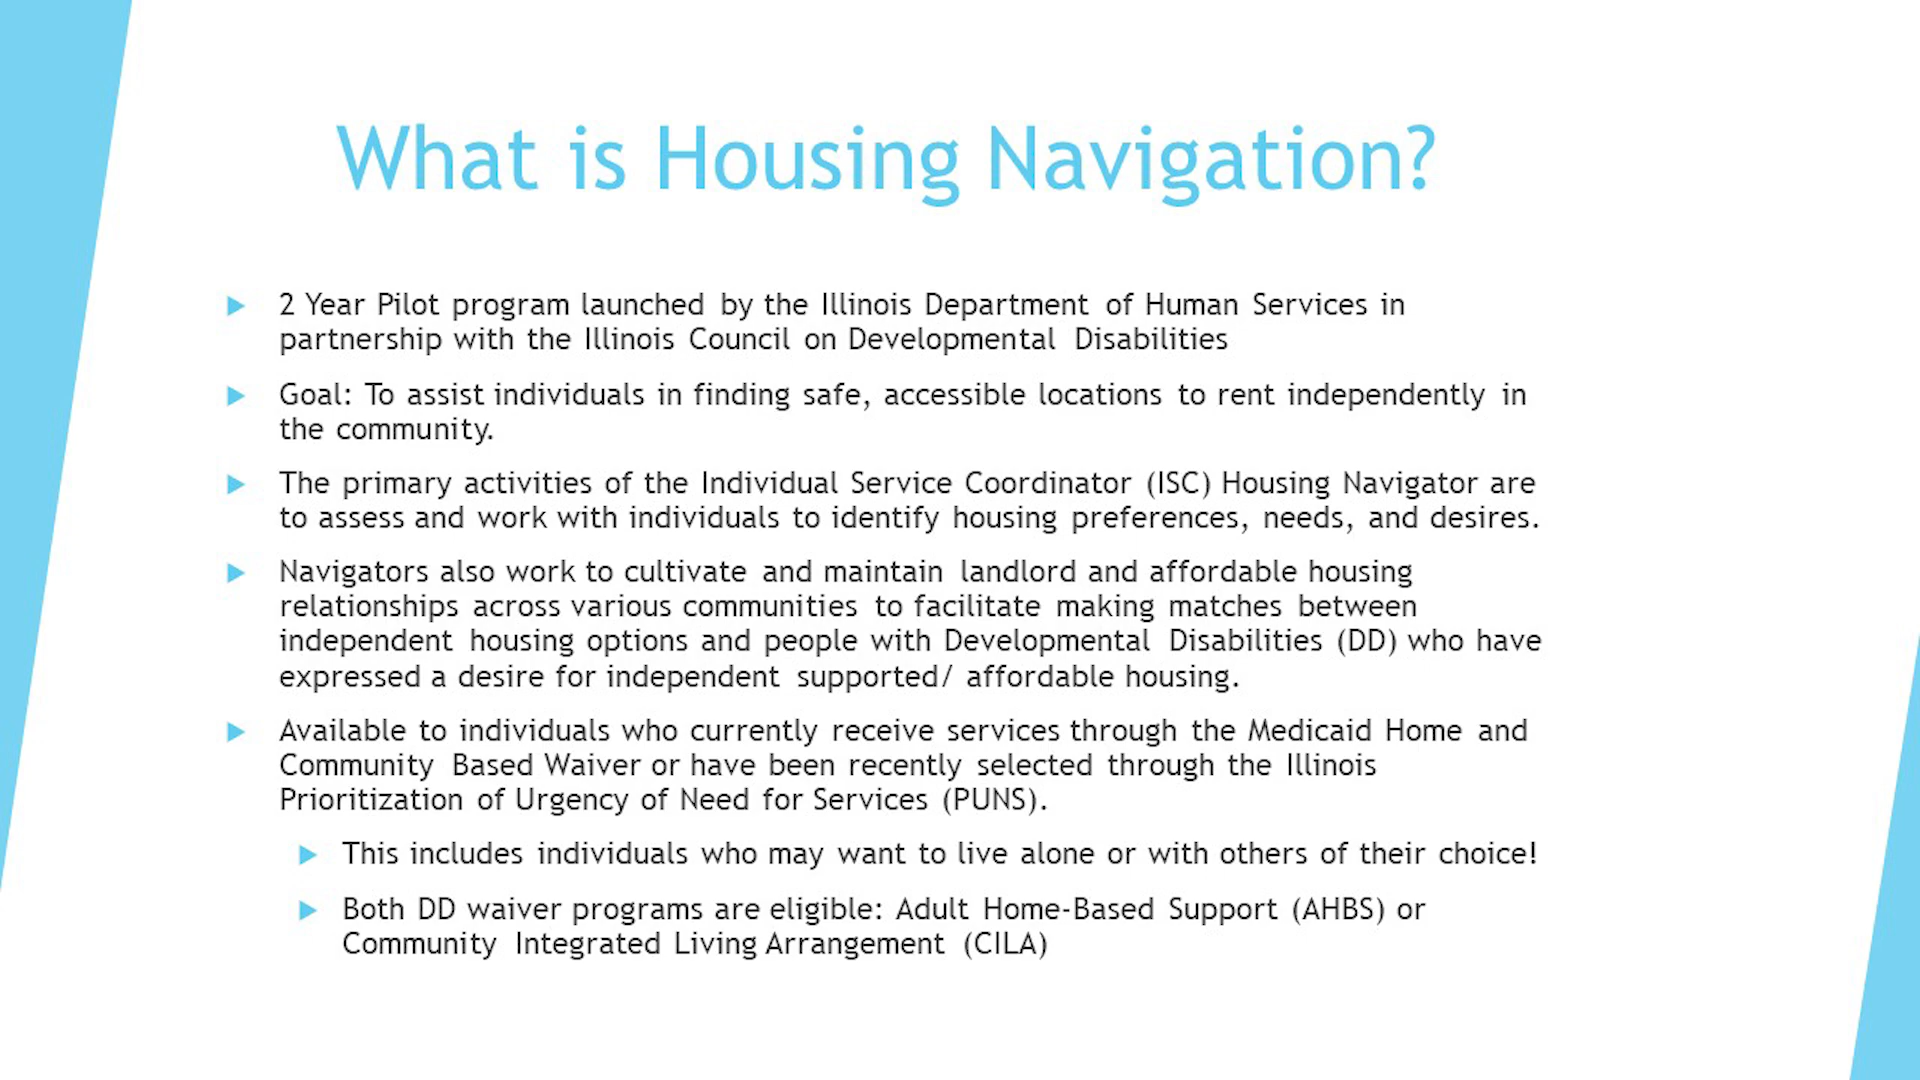 What is Housing Navigation?
2 Year Pilot program launched by the Illinois Department of Human Services in
partnership with the Illinois Council on Developmental Disabilities
Goal: To assist individuals in finding safe, accessible locations to rent independently in
the community.
The primary activities of the Individual Service Coordinator (ISC) Housing Navigator are
to assess and work with individuals to identify housing preferences, needs, and desires.
Navigators also work to cultivate and maintain landlord and affordable housing
relationships across various communities to facilitate making matches between
independent housing options and people with Developmental Disabilities (DD) who have
expressed a desire for independent supported/ affordable housing.
Available to individuals who currently receive services through the Medicaid Home and
Community Based Waiver or have been recently selected through the Illinois
Prioritization of Urgency of Need for Services (PUNS).
This includes individuals who may want to live alone or with others of their choice!
Both DD waiver programs are eligible: Adult Home-Based Support (AHBS) or
Community Integrated Living Arrangement (CILA)